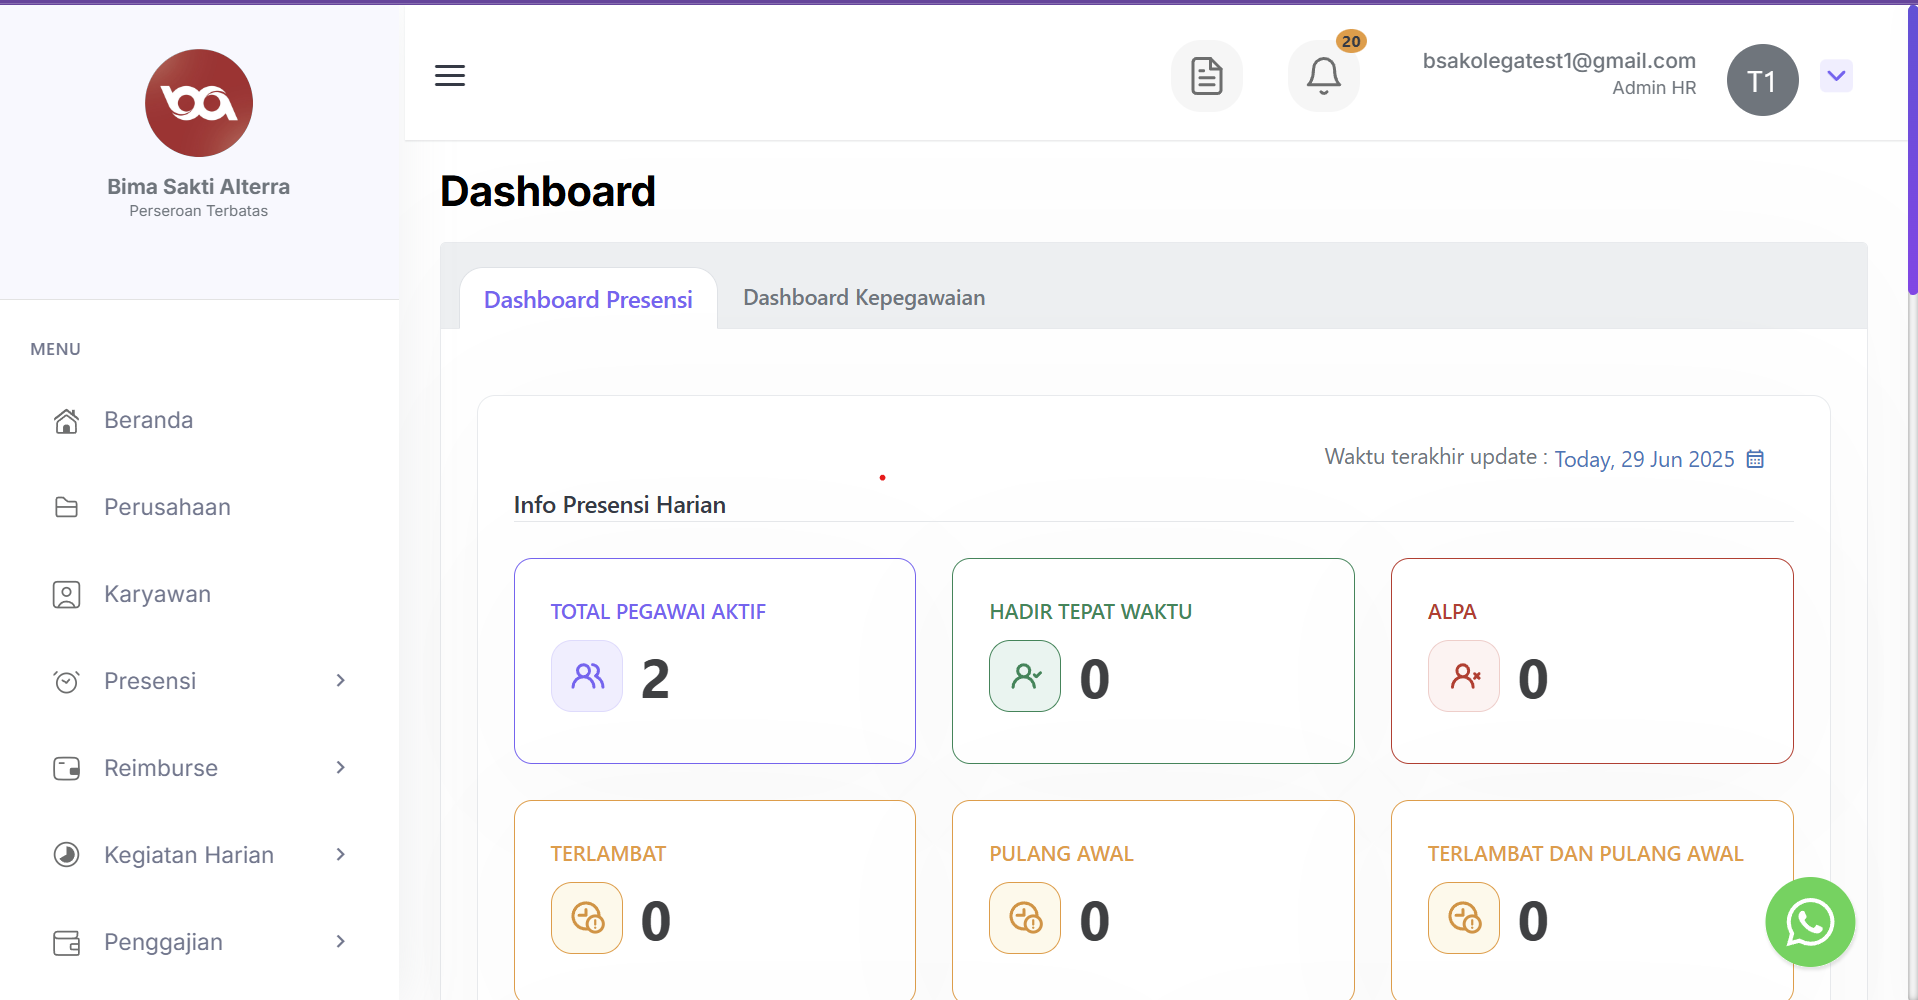 Bima Sakti Alterra
Perseroan Terbatas
MENU
Beranda
Perusahaan
Karyawan
Presensi
Reimburse
Kegiatan Harian
Penggajian
20
bsakolegatest1@gmail.com
Admin HR
T1
Dashboard
Dashboard Presensi
Dashboard Kepegawaian
Waktu terakhir update : Today, 29 Jun 2025
Info Presensi Harian
TOTAL PEGAWAI AKTIF
2
HADIR TEPAT WAKTU
0
ALPA
0
TERLAMBAT
0
PULANG AWAL
0
TERLAMBAT DAN PULANG AWAL
0